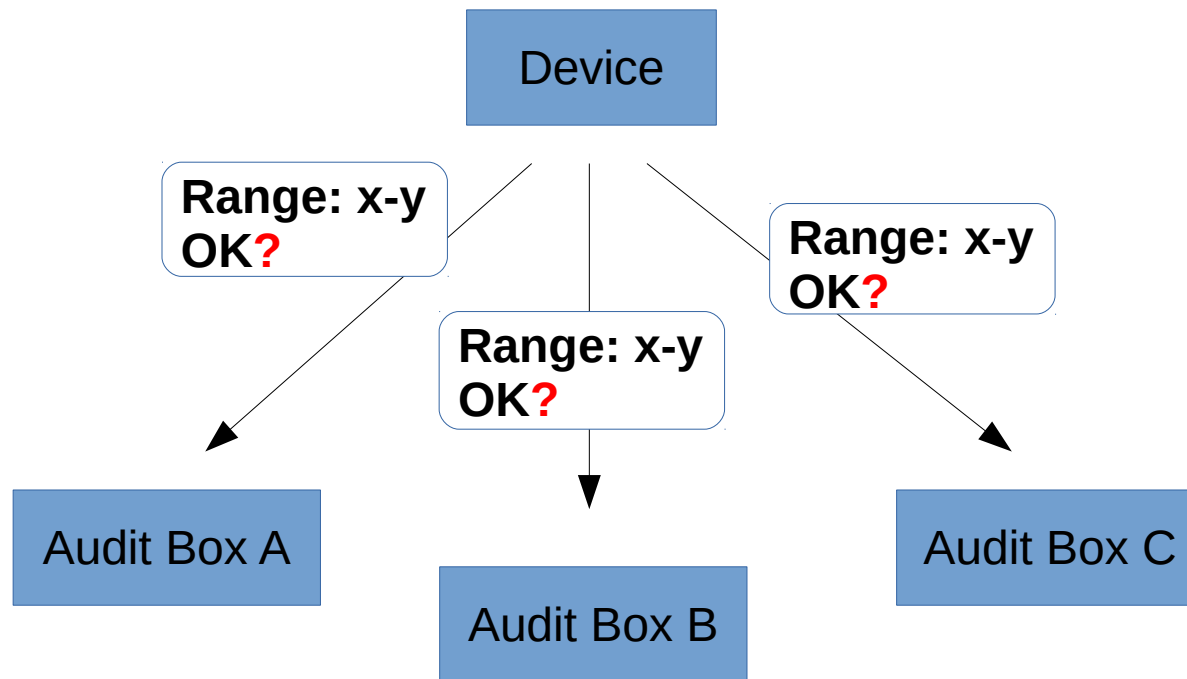 Device
Range: x-y
OK?
Range: x-y
OK?
Range: x-y
OK?
Audit Box A
Audit Box B
Audit Box C